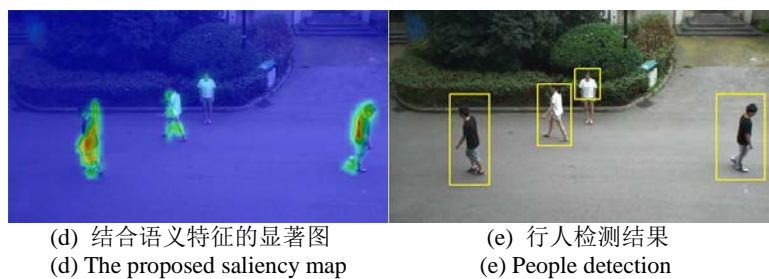 (d) 结合语义特征的显著图
(e) 行人检测结果
(d) The proposed saliency map
(e) People detection